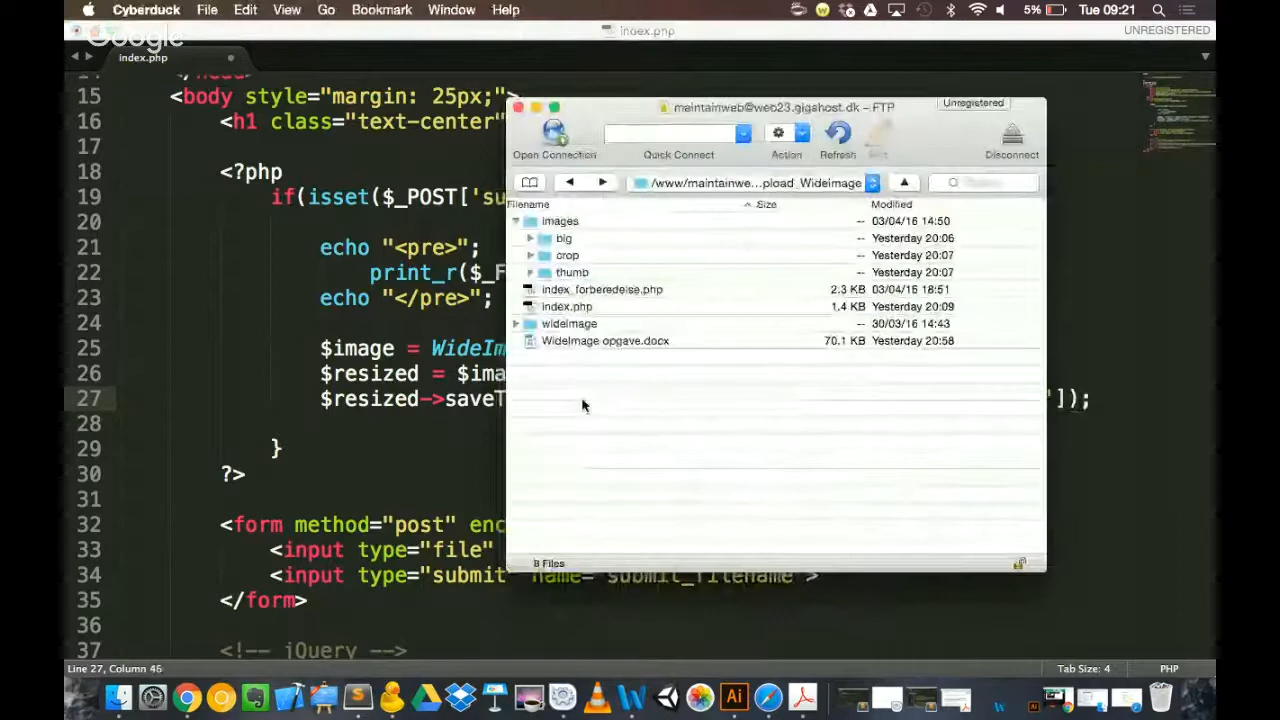 Cyberduck File Edit View Go Bookmark Window Help 5% Tue 09:21
Google
index.php UNREGISTERED
index.php
15 <body style="margin: 25px;">
16 <h1 class="text-center"
17
18 <?php
19 if(isset($_POST['su
20
21 echo "<pre>";
22 print_r($_F
23 echo "</pre>";
24
25 $image = WideIm
26 $resized = $ima
27 $resized->saveT ']);
28
29 }
30 ?>
31
32 <form method="post" enc
33 <input type="file"
34 <input type="submit" name="submit_filename">
35 </form>
36
37 <!-- jQuery -->
maintainweb@web23.gigahost.dk – FTP Unregistered
Open Connection Quick Connect Action Refresh Edit Disconnect
/www/maintainwe...pload_WideImage
Filename Size Modified
images -- 03/04/16 14:50
big -- Yesterday 20:06
crop -- Yesterday 20:07
thumb -- Yesterday 20:07
index_forberedelse.php 2.3 KB 03/04/16 18:51
index.php 1.4 KB Yesterday 20:09
wideimage -- 30/03/16 14:43
WideImage opgave.docx 70.1 KB Yesterday 20:58
8 Files
Line 27, Column 46 Tab Size: 4 PHP
Ai